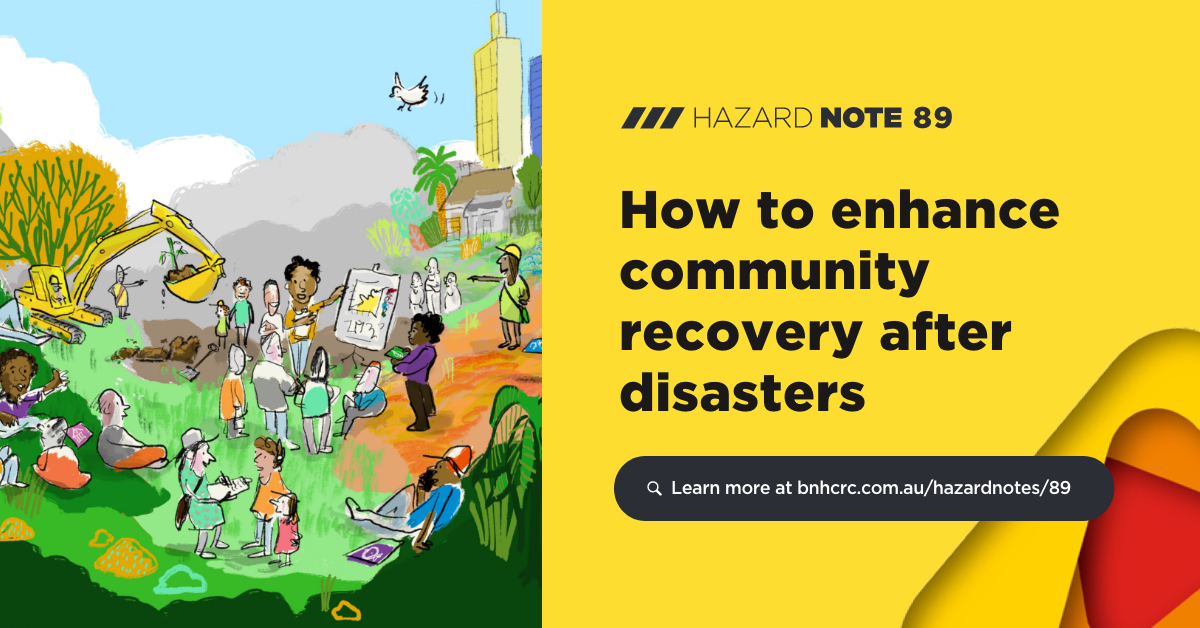 HAZARD NOTE 89
How to enhance
community
recovery after
disasters
Learn more at bnhcrc.com.au/hazardnotes/89